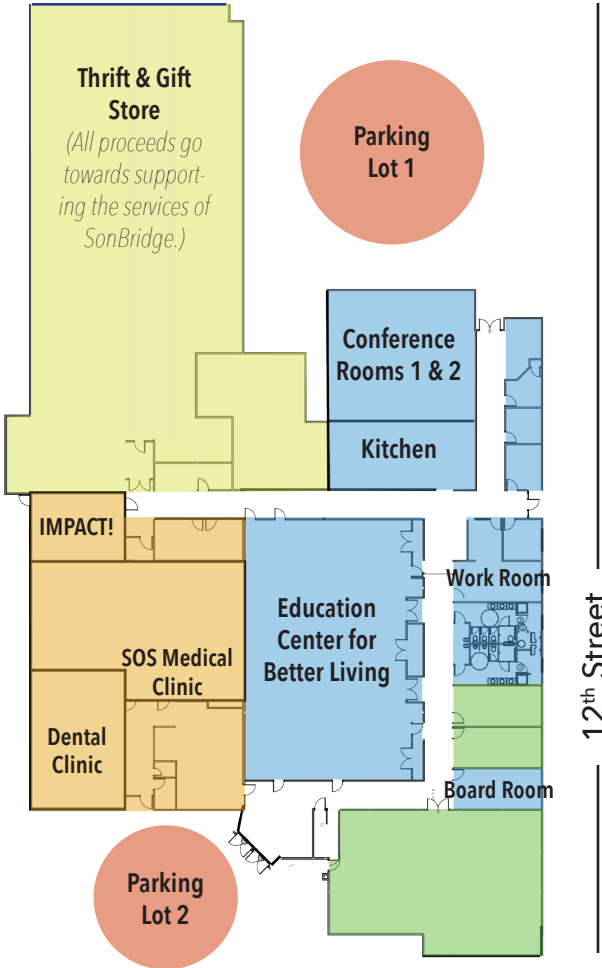 Thrift & Gift
Store
(All proceeds go
towards support-
ing the services of
SonBridge.)
Parking
Lot 1
Conference
Rooms 1 & 2
Kitchen
IMPACT!
Work Room
Education
Center for
Better Living
SOS Medical
Clinic
Dental
Clinic
Board Room
12th Street
Parking
Lot 2